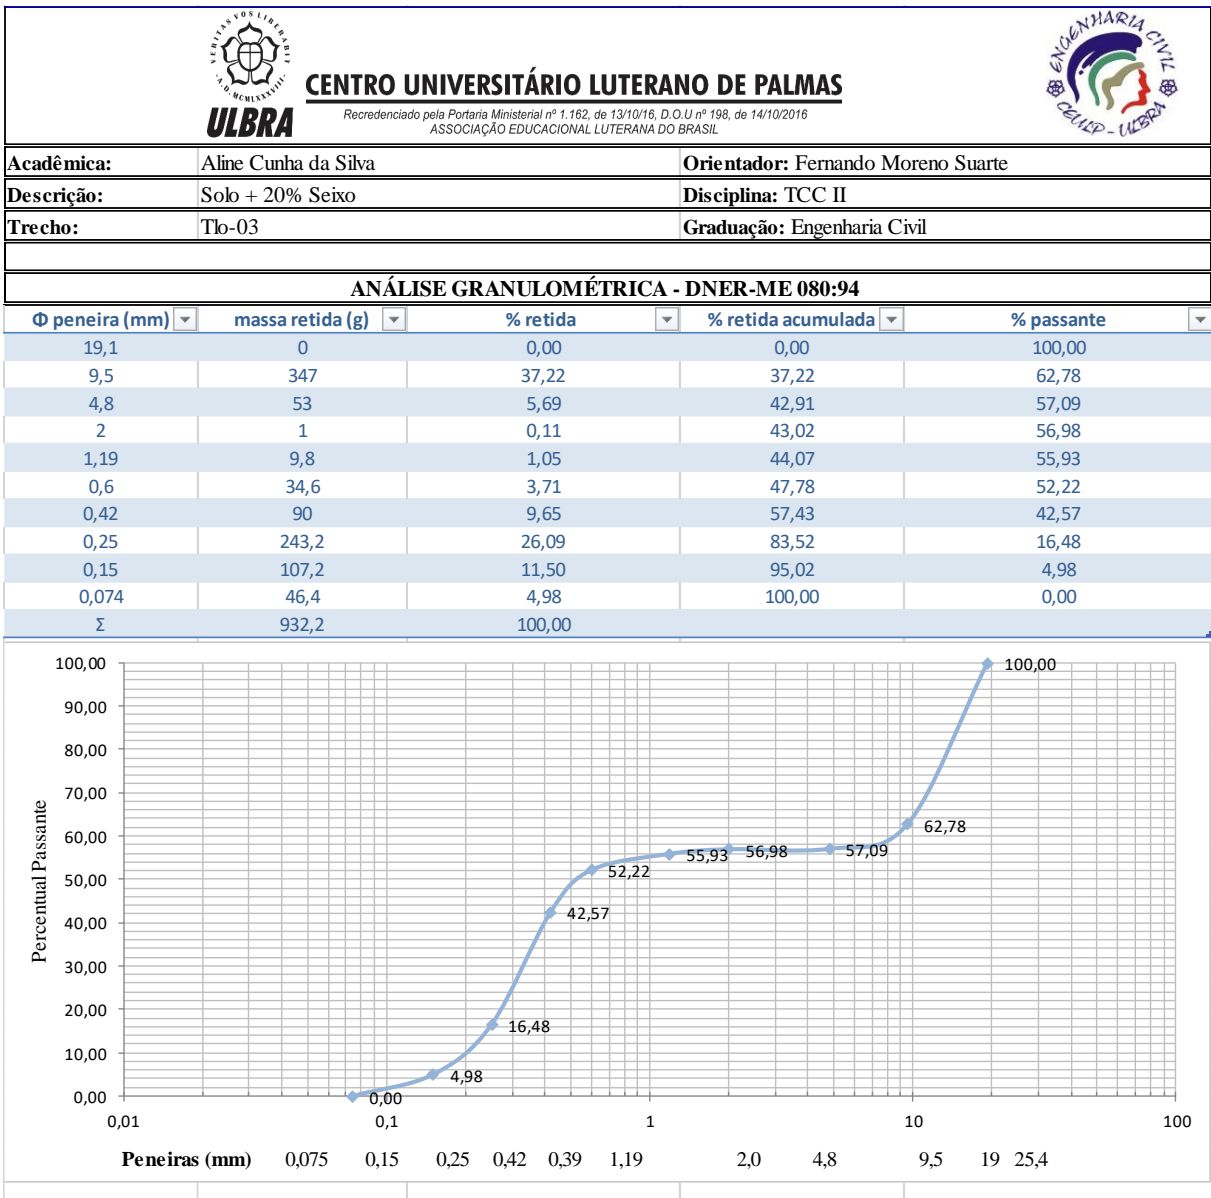 VERITAS VOS LIBERABIT
A.D. MCMLXXXVIII
ULBRA
CENTRO UNIVERSITÁRIO LUTERANO DE PALMAS
Recredenciado pela Portaria Ministerial nº 1.162, de 13/10/16, D.O.U nº 198, de 14/10/2016
ASSOCIAÇÃO EDUCACIONAL LUTERANA DO BRASIL
ENGENHARIA CIVIL
CEULP - ULBRA
Acadêmica: Aline Cunha da Silva Orientador: Fernando Moreno Suarte
Descrição: Solo + 20% Seixo Disciplina: TCC II
Trecho: Tlo-03 Graduação: Engenharia Civil
ANÁLISE GRANULOMÉTRICA - DNER-ME 080:94
Φ peneira (mm) massa retida (g) % retida % retida acumulada % passante
19,1 0 0,00 0,00 100,00
9,5 347 37,22 37,22 62,78
4,8 53 5,69 42,91 57,09
2 1 0,11 43,02 56,98
1,19 9,8 1,05 44,07 55,93
0,6 34,6 3,71 47,78 52,22
0,42 90 9,65 57,43 42,57
0,25 243,2 26,09 83,52 16,48
0,15 107,2 11,50 95,02 4,98
0,074 46,4 4,98 100,00 0,00
Σ 932,2 100,00
Percentual Passante
100,00
90,00
80,00
70,00
60,00
50,00
40,00
30,00
20,00
10,00
0,00
100,00
62,78
55,93 56,98 57,09
52,22
42,57
16,48
4,98
0,00
0,01 0,1 1 10 100
Peneiras (mm) 0,075 0,15 0,25 0,42 0,39 1,19 2,0 4,8 9,5 19 25,4